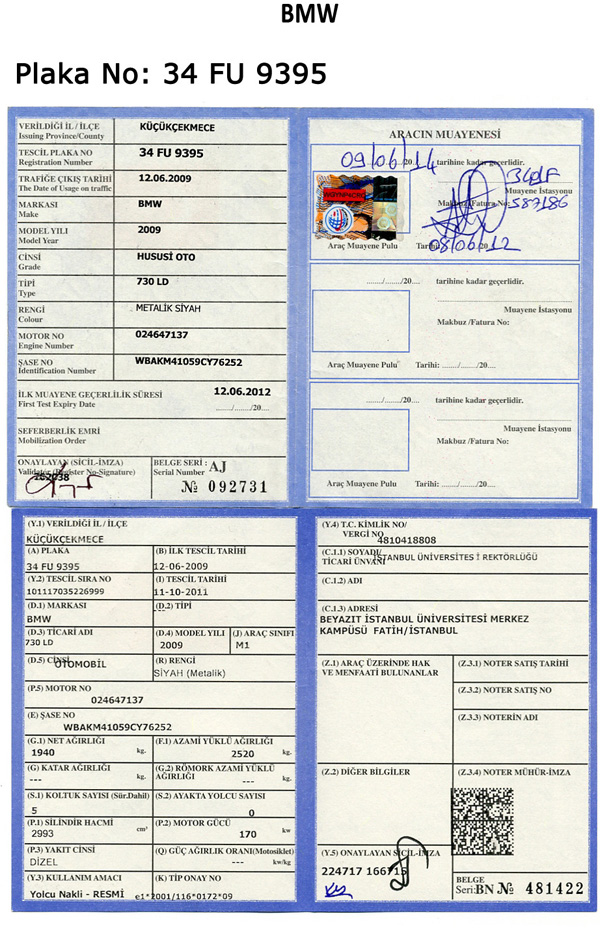 BMW
Plaka No: 34 FU 9395
VERİLDİĞİ İL / İLÇE
Issuing Province/County
KÜÇÜKÇEKMECE
TESCİL PLAKA NO
Registration Number
34 FU 9395
TRAFİĞE ÇIKIŞ TARİHİ
The Date of Usage on traffic
12.06.2009
MARKASI
Make
BMW
MODEL YILI
Model Year
2009
CİNSİ
Grade
HUSUSİ OTO
TİPİ
Type
730 LD
RENGİ
Colour
METALİK SİYAH
MOTOR NO
Engine Number
024647137
ŞASE NO
Identification Number
WBAKM41059CY76252
İLK MUAYENE GEÇERLİLİK SÜRESİ
First Test Expiry Date
12.06.2012
......../......../20....
SEFERBERLİK EMRİ
Mobilization Order
ONAYLAYAN (SİCİL-İMZA)
Validator (Register No-Signature)
BELGE SERİ :
Serial Number
AJ
№ 092731
ARACIN MUAYENESİ
09/06/2014 tarihine kadar geçerlidir.
Muayene İstasyonu
Makbuz/Fatura No: 587186
Araç Muayene Pulu
Tarihi: 08/06/2012
......../......../20.... tarihine kadar geçerlidir.
Muayene İstasyonu
Makbuz /Fatura No:
Araç Muayene Pulu
Tarihi: ......../......../20....
......../......../20.... tarihine kadar geçerlidir.
Muayene İstasyonu
Makbuz /Fatura No:
Araç Muayene Pulu
Tarihi: ......../......../20....
(Y.1) VERİLDİĞİ İL / İLÇE
KÜÇÜKÇEKMECE
(A) PLAKA
34 FU 9395
(B) İLK TESCİL TARİHİ
12-06-2009
(Y.2) TESCİL SIRA NO
101117035226999
(I) TESCİL TARİHİ
11-10-2011
(D.1) MARKASI
BMW
(D.2) TİPİ
(D.3) TİCARİ ADI
730 LD
(D.4) MODEL YILI
2009
(J) ARAÇ SINIFI
M1
(D.5) CİNSİ
OTOMOBİL
(R) RENGİ
SİYAH (Metalik)
(P.5) MOTOR NO
024647137
(E) ŞASE NO
WBAKM41059CY76252
(G.1) NET AĞIRLIĞI
1940 kg.
(F.1) AZAMİ YÜKLÜ AĞIRLIĞI
2520 kg.
(G) KATAR AĞIRLIĞI
--- kg.
(G.2) RÖMORK AZAMİ YÜKLÜ
AĞIRLIĞI
--- kg.
(S.1) KOLTUK SAYISI (Sür.Dahil)
5
(S.2) AYAKTA YOLCU SAYISI
0
(P.1) SİLİNDİR HACMİ
2993 cm³
(P.2) MOTOR GÜCÜ
170 kw
(P.3) YAKIT CİNSİ
DİZEL
(Q) GÜÇ AĞIRLIK ORANI(Motosiklet)
--- kw/kg
(Y.3) KULLANIM AMACI
Yolcu Nakli - RESMİ
(K) TİP ONAY NO
e1*2001/116*0172*09
(Y.4) T.C. KİMLİK NO/
VERGİ NO
4810418808
(C.1.1) SOYADI/
TİCARİ ÜNVANI
İSTANBUL ÜNİVERSİTES İ REKTÖRLÜĞÜ
(C.1.2) ADI
(C.1.3) ADRESİ
BEYAZIT İSTANBUL ÜNİVERSİTESİ MERKEZ
KAMPÜSÜ FATİH/İSTANBUL
(Z.1) ARAÇ ÜZERİNDE HAK
VE MENFAATİ BULUNANLAR
(Z.3.1) NOTER SATIŞ TARİHİ
(Z.3.2) NOTER SATIŞ NO
(Z.3.3) NOTERİN ADI
(Z.2) DİĞER BİLGİLER
(Z.3.4) NOTER MÜHÜR-İMZA
(Y.5) ONAYLAYAN SİCİL-İMZA
224717 166715
BELGE
Seri:BN № 481422